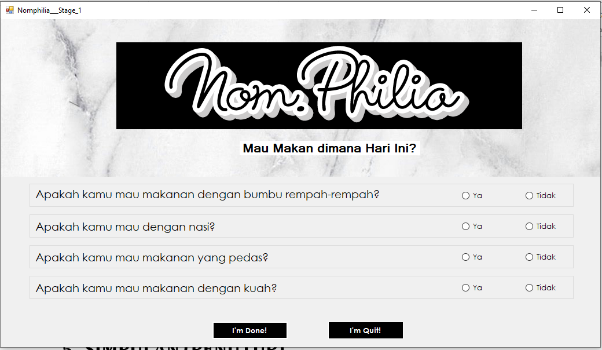 Nomphilia___Stage_1
Nom.Philia
Mau Makan dimana Hari Ini?
Apakah kamu mau makanan dengan bumbu rempah-rempah? Ya Tidak
Apakah kamu mau dengan nasi? Ya Tidak
Apakah kamu mau makanan yang pedas? Ya Tidak
Apakah kamu mau makanan dengan kuah? Ya Tidak
I'm Done! I'm Quit!